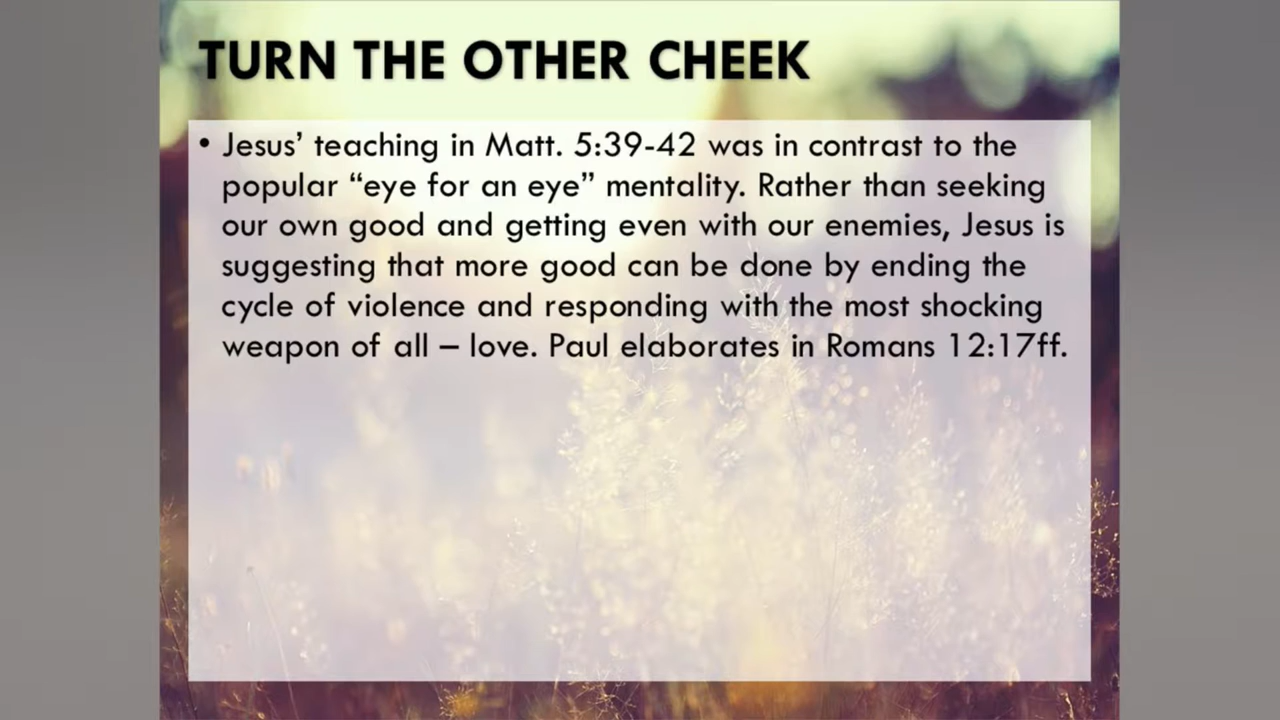 TURN THE OTHER CHEEK
• Jesus’ teaching in Matt. 5:39-42 was in contrast to the
popular “eye for an eye” mentality. Rather than seeking
our own good and getting even with our enemies, Jesus is
suggesting that more good can be done by ending the
cycle of violence and responding with the most shocking
weapon of all – love. Paul elaborates in Romans 12:17ff.